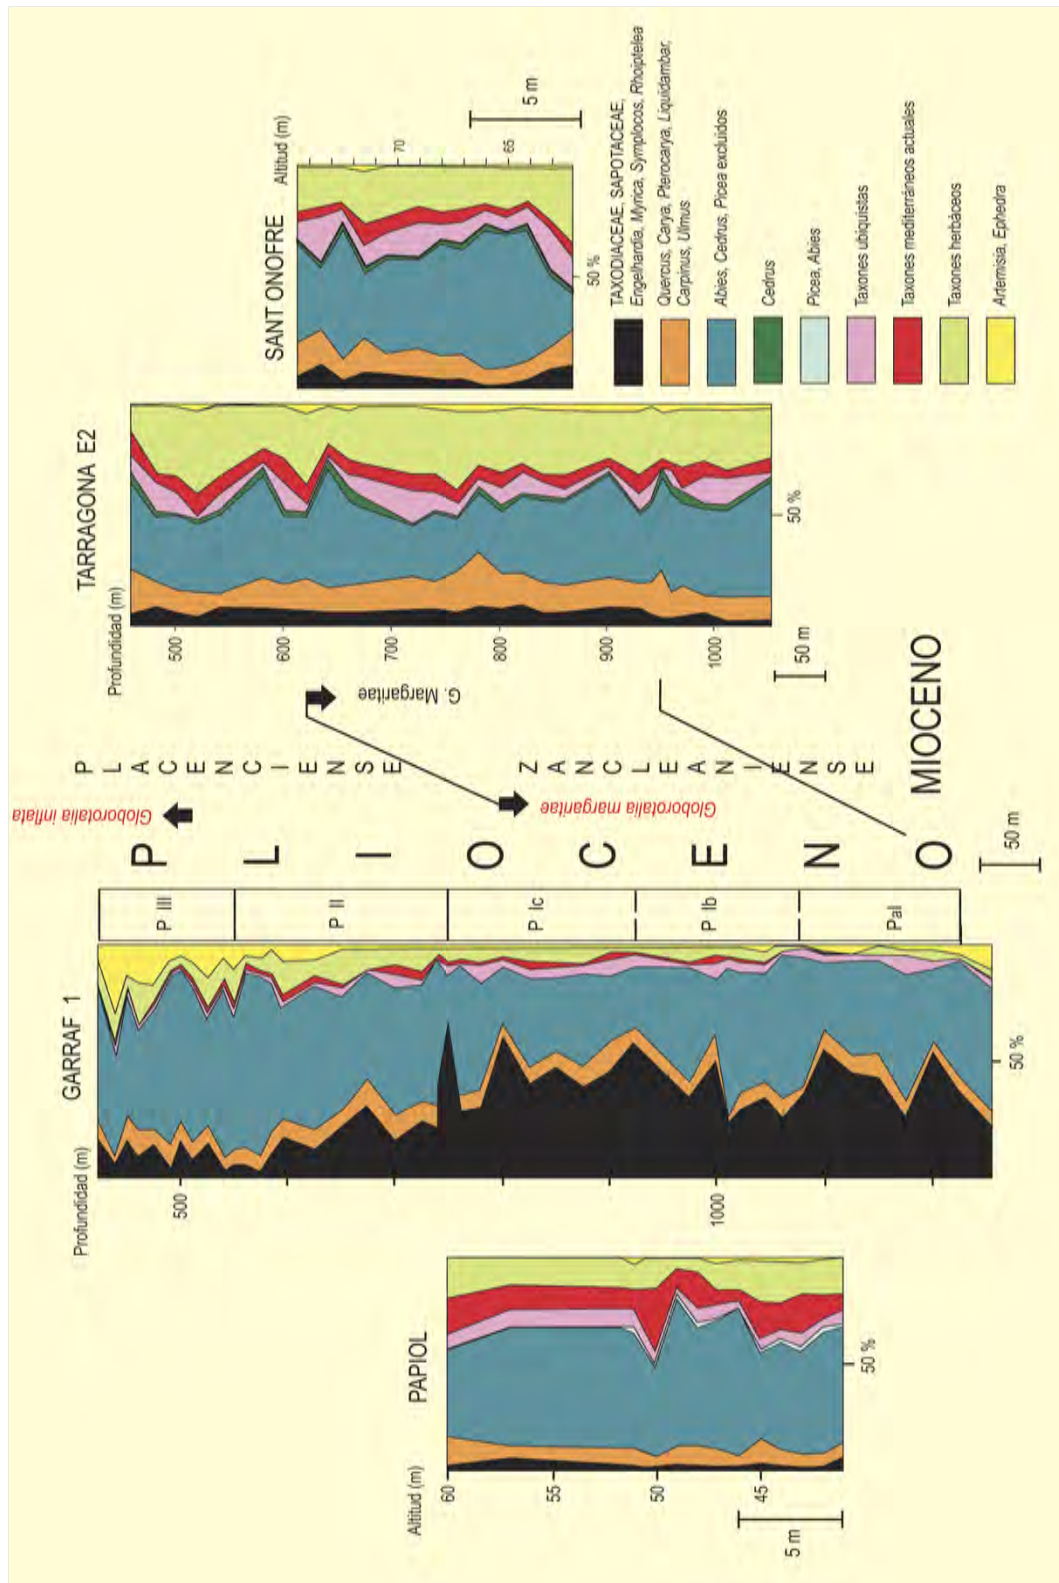 PAPIOL
Altitud (m)
60
55
50
45
50 %
5 m
GARRAF 1
Profundidad (m)
500
1000
50 %
P III
P II
P Ic
P Ib
PaI
50 m
PLIOCENO
MIOCENO
Globorotalia inflata
Globorotalia margaritae
PLACENCIENSE
ZANCLEANIENSE
G. Margaritae
TARRAGONA E2
Profundidad (m)
500
600
700
800
900
1000
50 %
50 m
SANT ONOFRE
Altitud (m)
70
65
50 %
5 m
TAXODIACEAE, SAPOTACEAE,
Engelhardia, Myrica, Symplocos, Rhoiptelea
Quercus, Carya, Pterocarya, Liquidambar,
Carpinus, Ulmus
Abies, Cedrus, Picea excluidos
Cedrus
Picea, Abies
Taxones ubiquistas
Taxones mediterráneos actuales
Taxones herbáceos
Artemisia, Ephedra